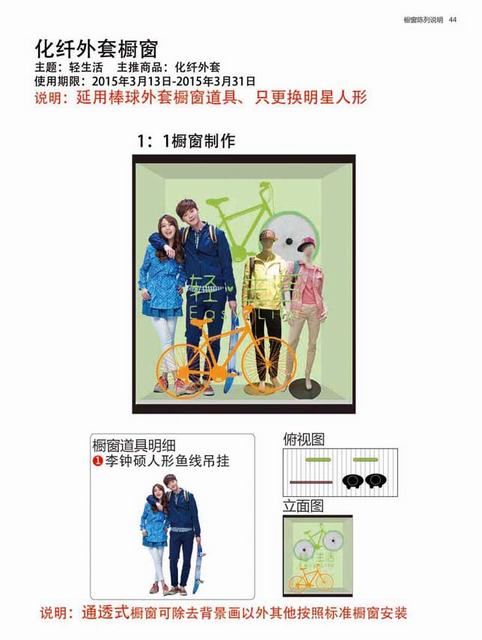 橱窗陈列说明 44
化纤外套橱窗
主题：轻生活 主推商品：化纤外套
使用期限：2015年3月13日-2015年3月31日
说明：延用棒球外套橱窗道具、只更换明星人形
1：1橱窗制作
轻生活
Easy Life
橱窗道具明细
1 李钟硕人形鱼线吊挂
俯视图
立面图
轻生活
说明：通透式橱窗可除去背景画以外其他按照标准橱窗安装